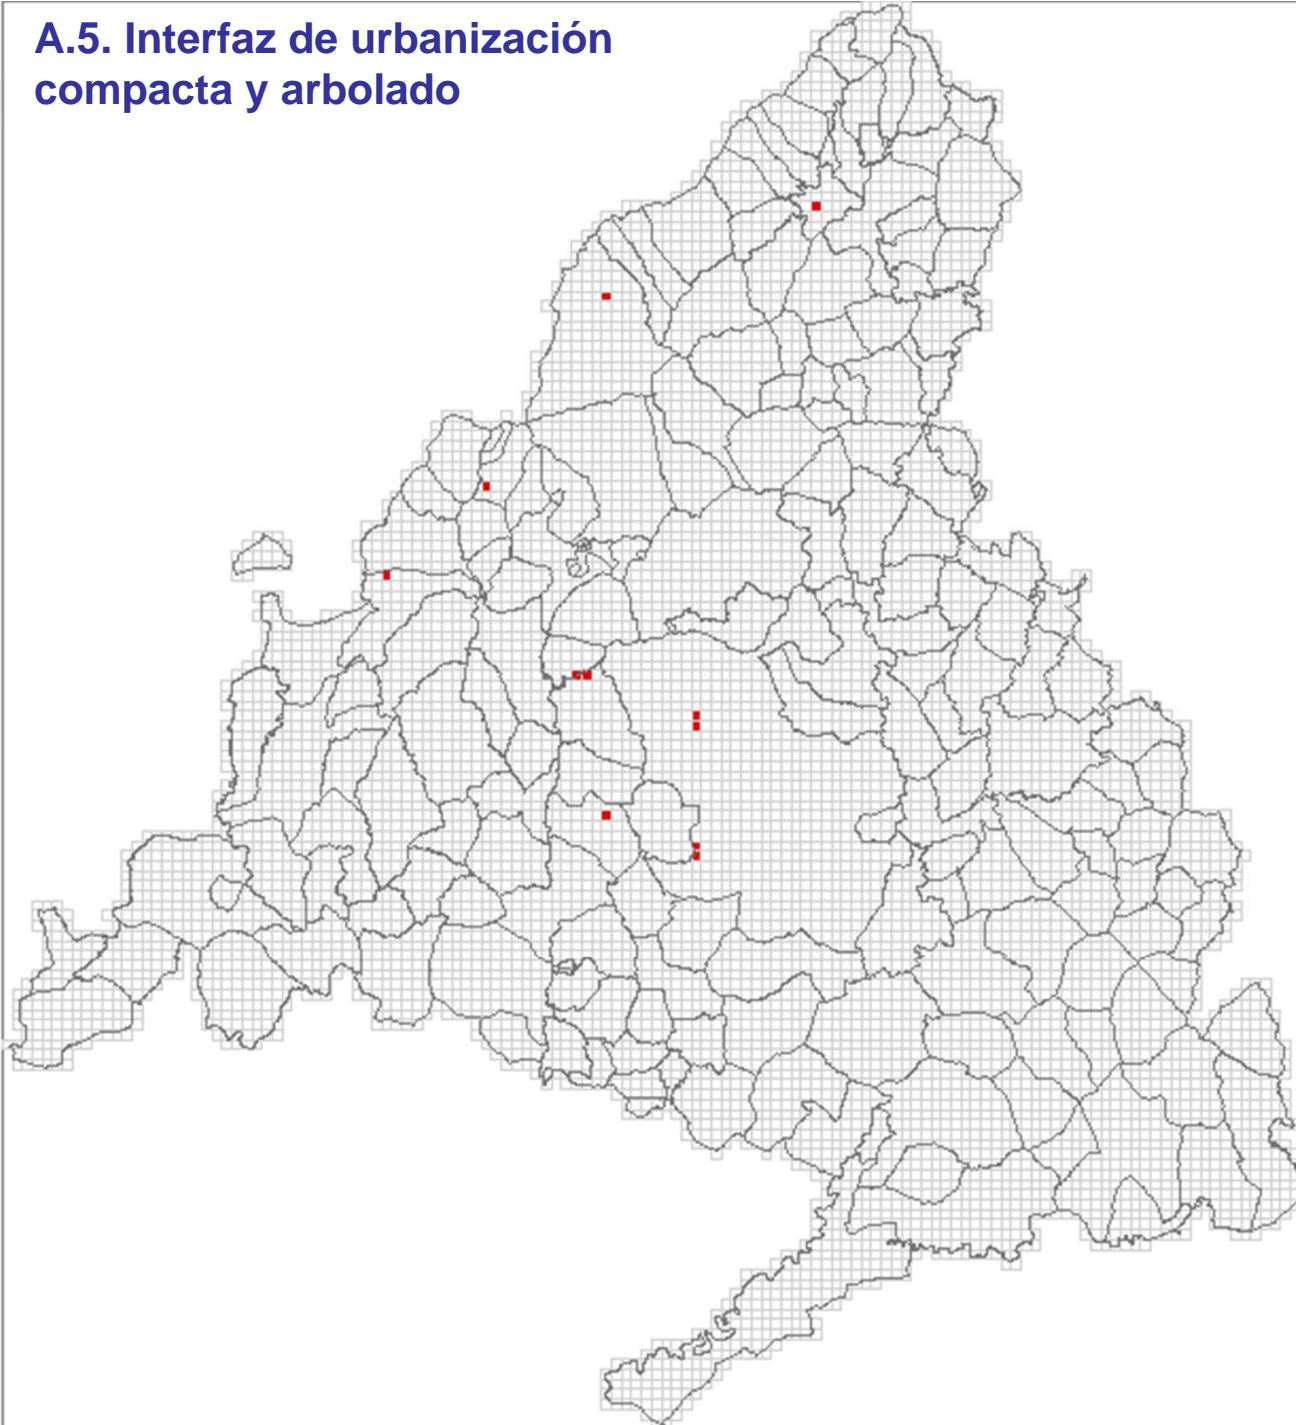 A.5. Interfaz de urbanización
compacta y arbolado